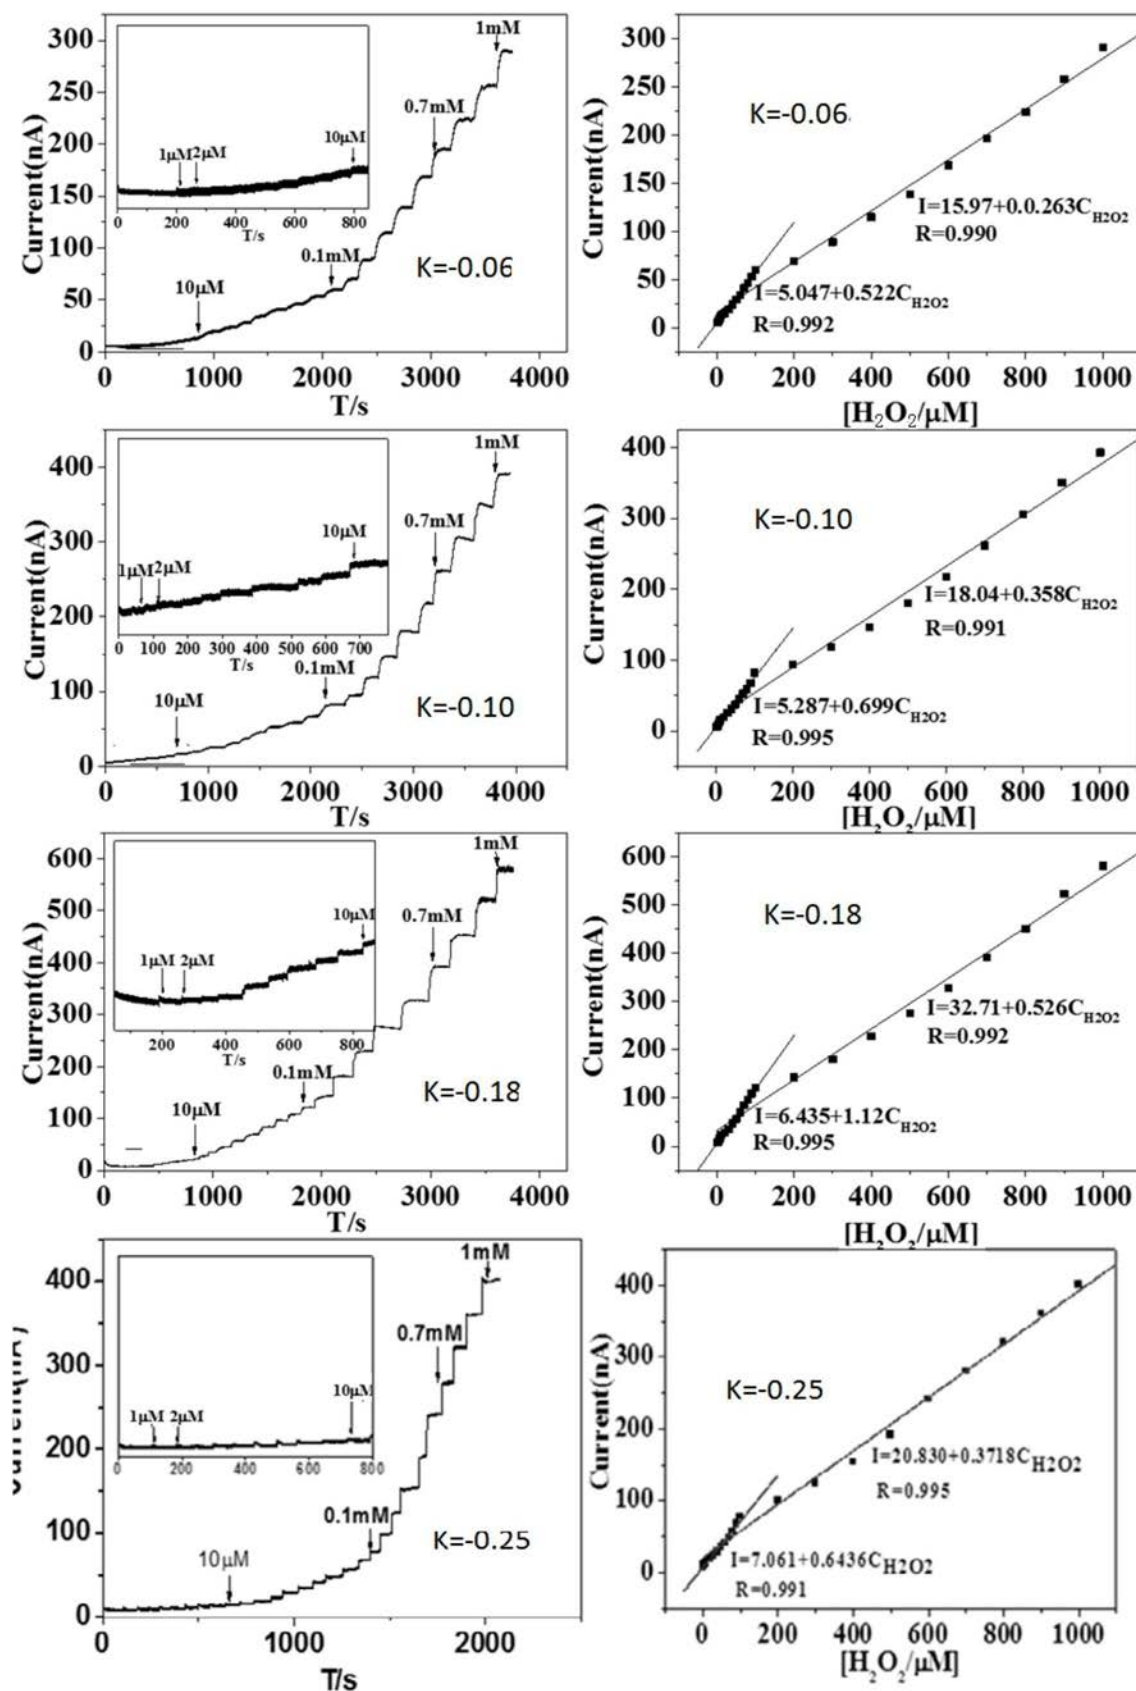 1mM
300
250
200
150
100
50
0
Current(nA)
0.7mM
10μM
1μM 2μM
0 200 400 600 800
T/s
0.1mM
10μM
K=-0.06
0 1000 2000 3000 4000
T/s
300
250
200
150
100
50
0
Current(nA)
K=-0.06
I=15.97+0.0.263C_H2O2
R=0.990
I=5.047+0.522C_H2O2
R=0.992
0 200 400 600 800 1000
[H₂O₂/μM]
1mM
400
300
200
100
0
Current(nA)
0.7mM
10μM
1μM 2μM
0 100 200 300 400 500 600 700
T/s
0.1mM
10μM
K=-0.10
0 1000 2000 3000 4000
T/s
400
300
200
100
0
Current(nA)
K=-0.10
I=18.04+0.358C_H2O2
R=0.991
I=5.287+0.699C_H2O2
R=0.995
0 200 400 600 800 1000
[H₂O₂/μM]
1mM
600
500
400
300
200
100
0
Current(nA)
0.7mM
10μM
1μM 2μM
200 400 600 800
T/s
0.1mM
10μM
K=-0.18
0 1000 2000 3000 4000
T/s
600
500
400
300
200
100
0
Current(nA)
K=-0.18
I=32.71+0.526C_H2O2
R=0.992
I=6.435+1.12C_H2O2
R=0.995
0 200 400 600 800 1000
[H₂O₂/μM]
1mM
400
300
200
100
0
0.7mM
10μM
1μM 2μM
0 200 400 600 800
T/s
0.1mM
10μM
K=-0.25
0 1000 2000
T/s
400
300
200
100
0
Current(nA)
K=-0.25
I=20.830+0.3718C_H2O2
R=0.995
I=7.061+0.6436C_H2O2
R=0.991
0 200 400 600 800 1000
[H₂O₂/μM]